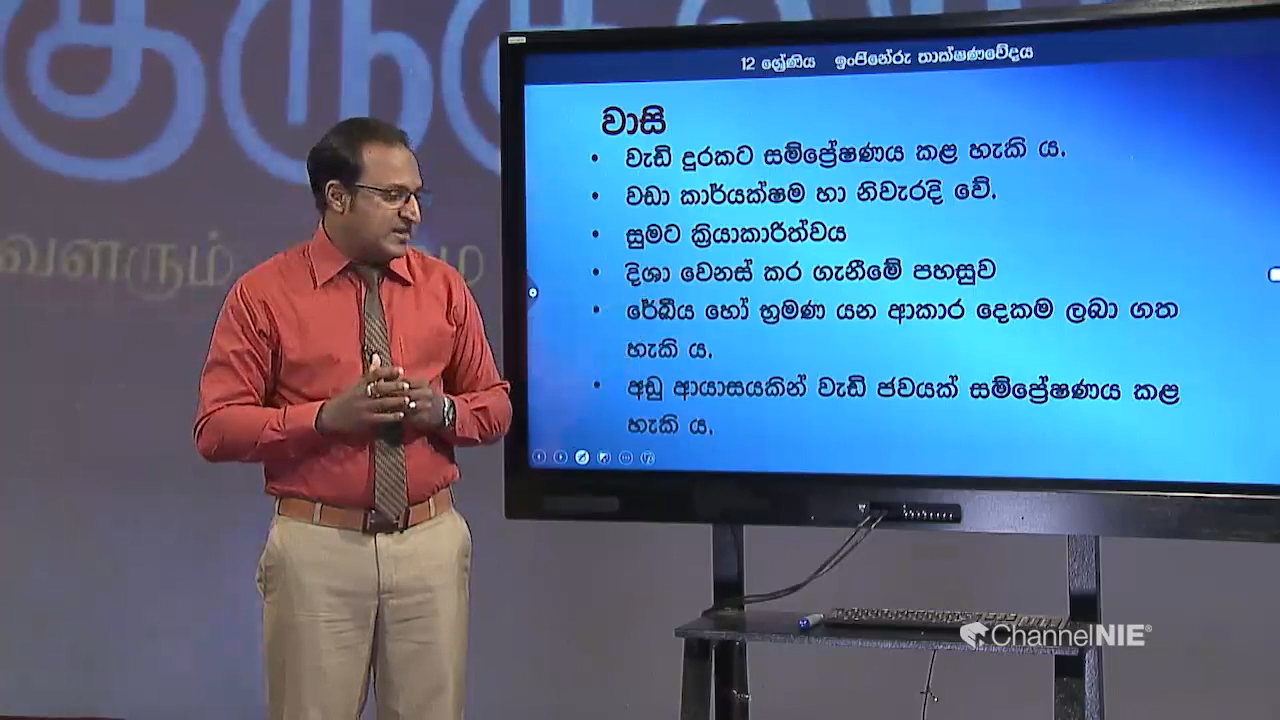 குருகுல
வளரும்
12 ශ්‍රේණිය ඉංජිනේරු තාක්ෂණවේදය
වාසි
• වැඩි දුරකට සම්ප්‍රේෂණය කළ හැකි ය.
• වඩා කාර්යක්ෂම හා නිවැරදි වේ.
• සුමට ක්‍රියාකාරිත්වය
• දිශා වෙනස් කර ගැනීමේ පහසුව
• රේඛීය හෝ භ්‍රමණ යන ආකාර දෙකම ලබා ගත
හැකි ය.
• අඩු ආයාසයකින් වැඩි ජවයක් සම්ප්‍රේෂණය කළ
හැකි ය.
ChannelNIE®